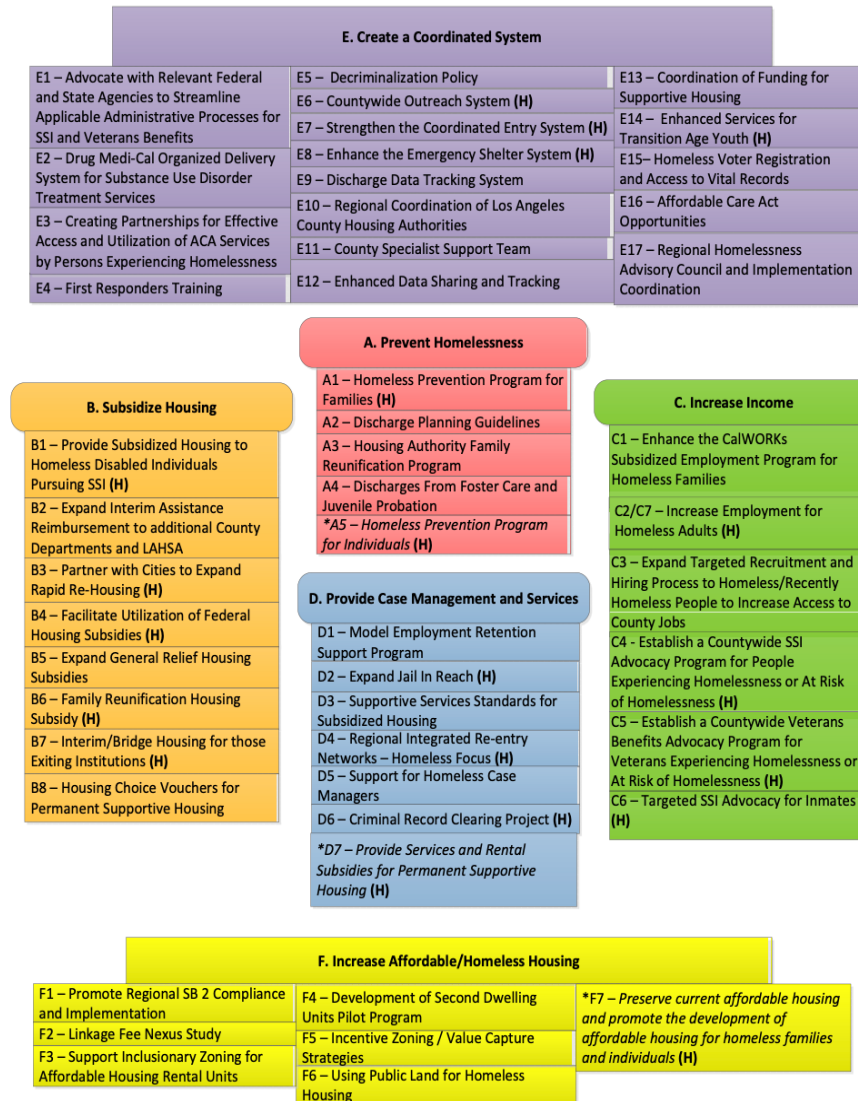 E. Create a Coordinated System
E1 – Advocate with Relevant Federal
and State Agencies to Streamline
Applicable Administrative Processes for
SSI and Veterans Benefits
E2 – Drug Medi-Cal Organized Delivery
System for Substance Use Disorder
Treatment Services
E3 – Creating Partnerships for Effective
Access and Utilization of ACA Services
by Persons Experiencing Homelessness
E4 – First Responders Training
E5 – Decriminalization Policy
E6 – Countywide Outreach System (H)
E7 – Strengthen the Coordinated Entry System (H)
E8 – Enhance the Emergency Shelter System (H)
E9 – Discharge Data Tracking System
E10 – Regional Coordination of Los Angeles
County Housing Authorities
E11 – County Specialist Support Team
E12 – Enhanced Data Sharing and Tracking
E13 – Coordination of Funding for
Supportive Housing
E14 – Enhanced Services for
Transition Age Youth (H)
E15– Homeless Voter Registration
and Access to Vital Records
E16 – Affordable Care Act
Opportunities
E17 – Regional Homelessness
Advisory Council and Implementation
Coordination
A. Prevent Homelessness
A1 – Homeless Prevention Program for
Families (H)
A2 – Discharge Planning Guidelines
A3 – Housing Authority Family
Reunification Program
A4 – Discharges From Foster Care and
Juvenile Probation
*A5 – Homeless Prevention Program
for Individuals (H)
B. Subsidize Housing
B1 – Provide Subsidized Housing to
Homeless Disabled Individuals
Pursuing SSI (H)
B2 – Expand Interim Assistance
Reimbursement to additional County
Departments and LAHSA
B3 – Partner with Cities to Expand
Rapid Re-Housing (H)
B4 – Facilitate Utilization of Federal
Housing Subsidies (H)
B5 – Expand General Relief Housing
Subsidies
B6 – Family Reunification Housing
Subsidy (H)
B7 – Interim/Bridge Housing for those
Exiting Institutions (H)
B8 – Housing Choice Vouchers for
Permanent Supportive Housing
C. Increase Income
C1 – Enhance the CalWORKs
Subsidized Employment Program for
Homeless Families
C2/C7 – Increase Employment for
Homeless Adults (H)
C3 – Expand Targeted Recruitment and
Hiring Process to Homeless/Recently
Homeless People to Increase Access to
County Jobs
C4 - Establish a Countywide SSI
Advocacy Program for People
Experiencing Homelessness or At Risk
of Homelessness (H)
C5 – Establish a Countywide Veterans
Benefits Advocacy Program for
Veterans Experiencing Homelessness or
At Risk of Homelessness (H)
C6 – Targeted SSI Advocacy for Inmates
(H)
D. Provide Case Management and Services
D1 – Model Employment Retention
Support Program
D2 – Expand Jail In Reach (H)
D3 – Supportive Services Standards for
Subsidized Housing
D4 – Regional Integrated Re-entry
Networks – Homeless Focus (H)
D5 – Support for Homeless Case
Managers
D6 – Criminal Record Clearing Project (H)
*D7 – Provide Services and Rental
Subsidies for Permanent Supportive
Housing (H)
F. Increase Affordable/Homeless Housing
F1 – Promote Regional SB 2 Compliance
and Implementation
F2 – Linkage Fee Nexus Study
F3 – Support Inclusionary Zoning for
Affordable Housing Rental Units
F4 – Development of Second Dwelling
Units Pilot Program
F5 – Incentive Zoning / Value Capture
Strategies
F6 – Using Public Land for Homeless
Housing
*F7 – Preserve current affordable housing
and promote the development of
affordable housing for homeless families
and individuals (H)